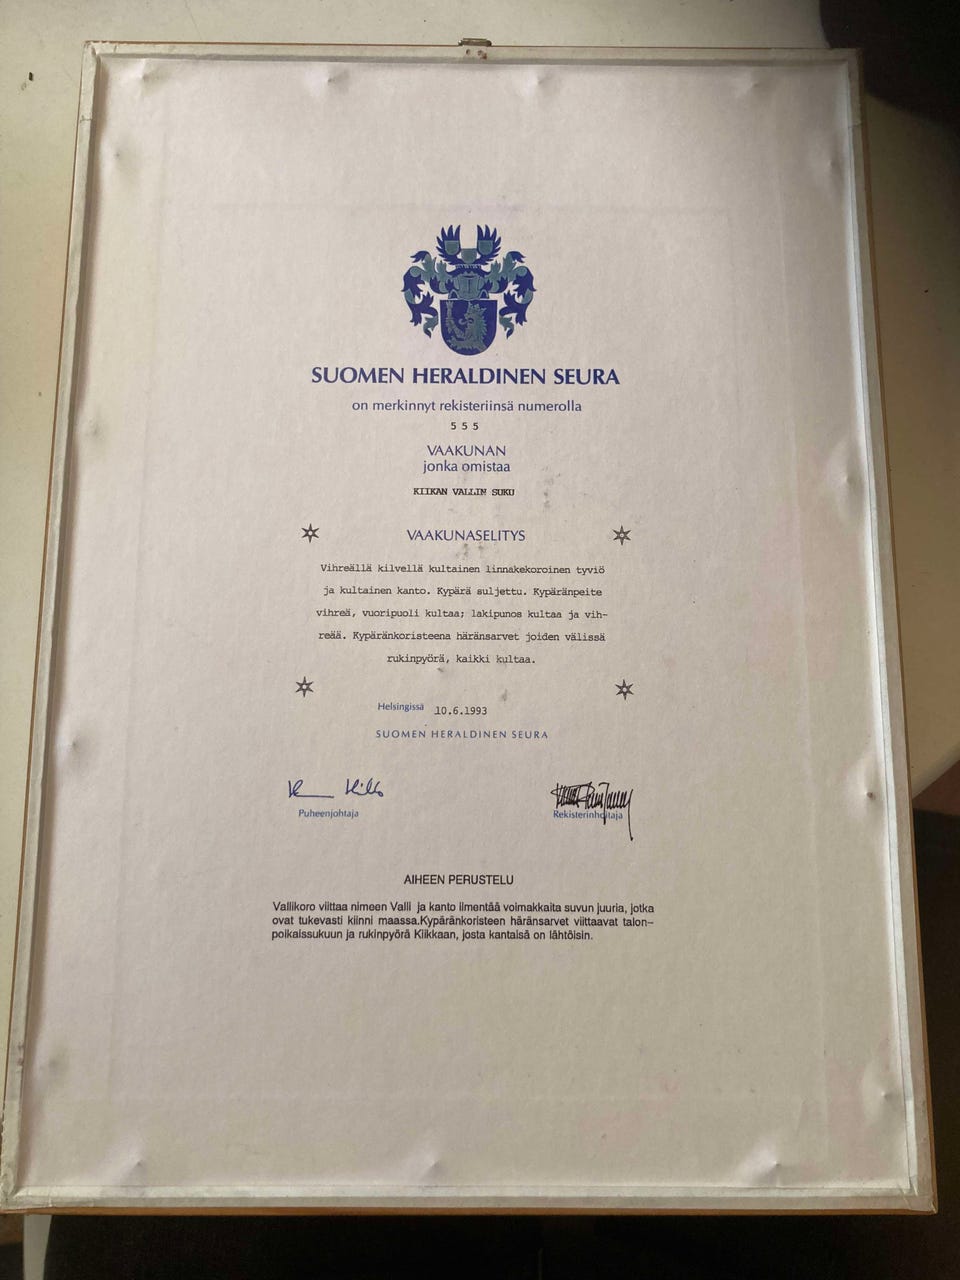 SUOMEN HERALDINEN SEURA
on merkinnyt rekisteriinsä numerolla
5 5 5
VAAKUNAN
jonka omistaa
KIIKAN VALLIN SUKU
VAAKUNASELITYS
Vihreällä kilvellä kultainen linnakekoroinen tyviö
ja kultainen kanto. Kypärä suljettu. Kypäränpeite
vihreä, vuoripuoli kultaa; lakipunos kultaa ja vih-
reää. Kypäränkoristeena häränsarvet joiden välissä
rukinpyörä, kaikki kultaa.
Helsingissä 10.6.1993
SUOMEN HERALDINEN SEURA
Puheenjohtaja
Rekisterinhoitaja
AIHEEN PERUSTELU
Vallikoro viittaa nimeen Valli ja kanto ilmentää voimakkaita suvun juuria, jotka
ovat tukevasti kiinni maassa.Kypäränkoristeen häränsarvet viittaavat talon-
poikaissukuun ja rukinpyörä Kiikkaan, josta kantaisä on lähtöisin.